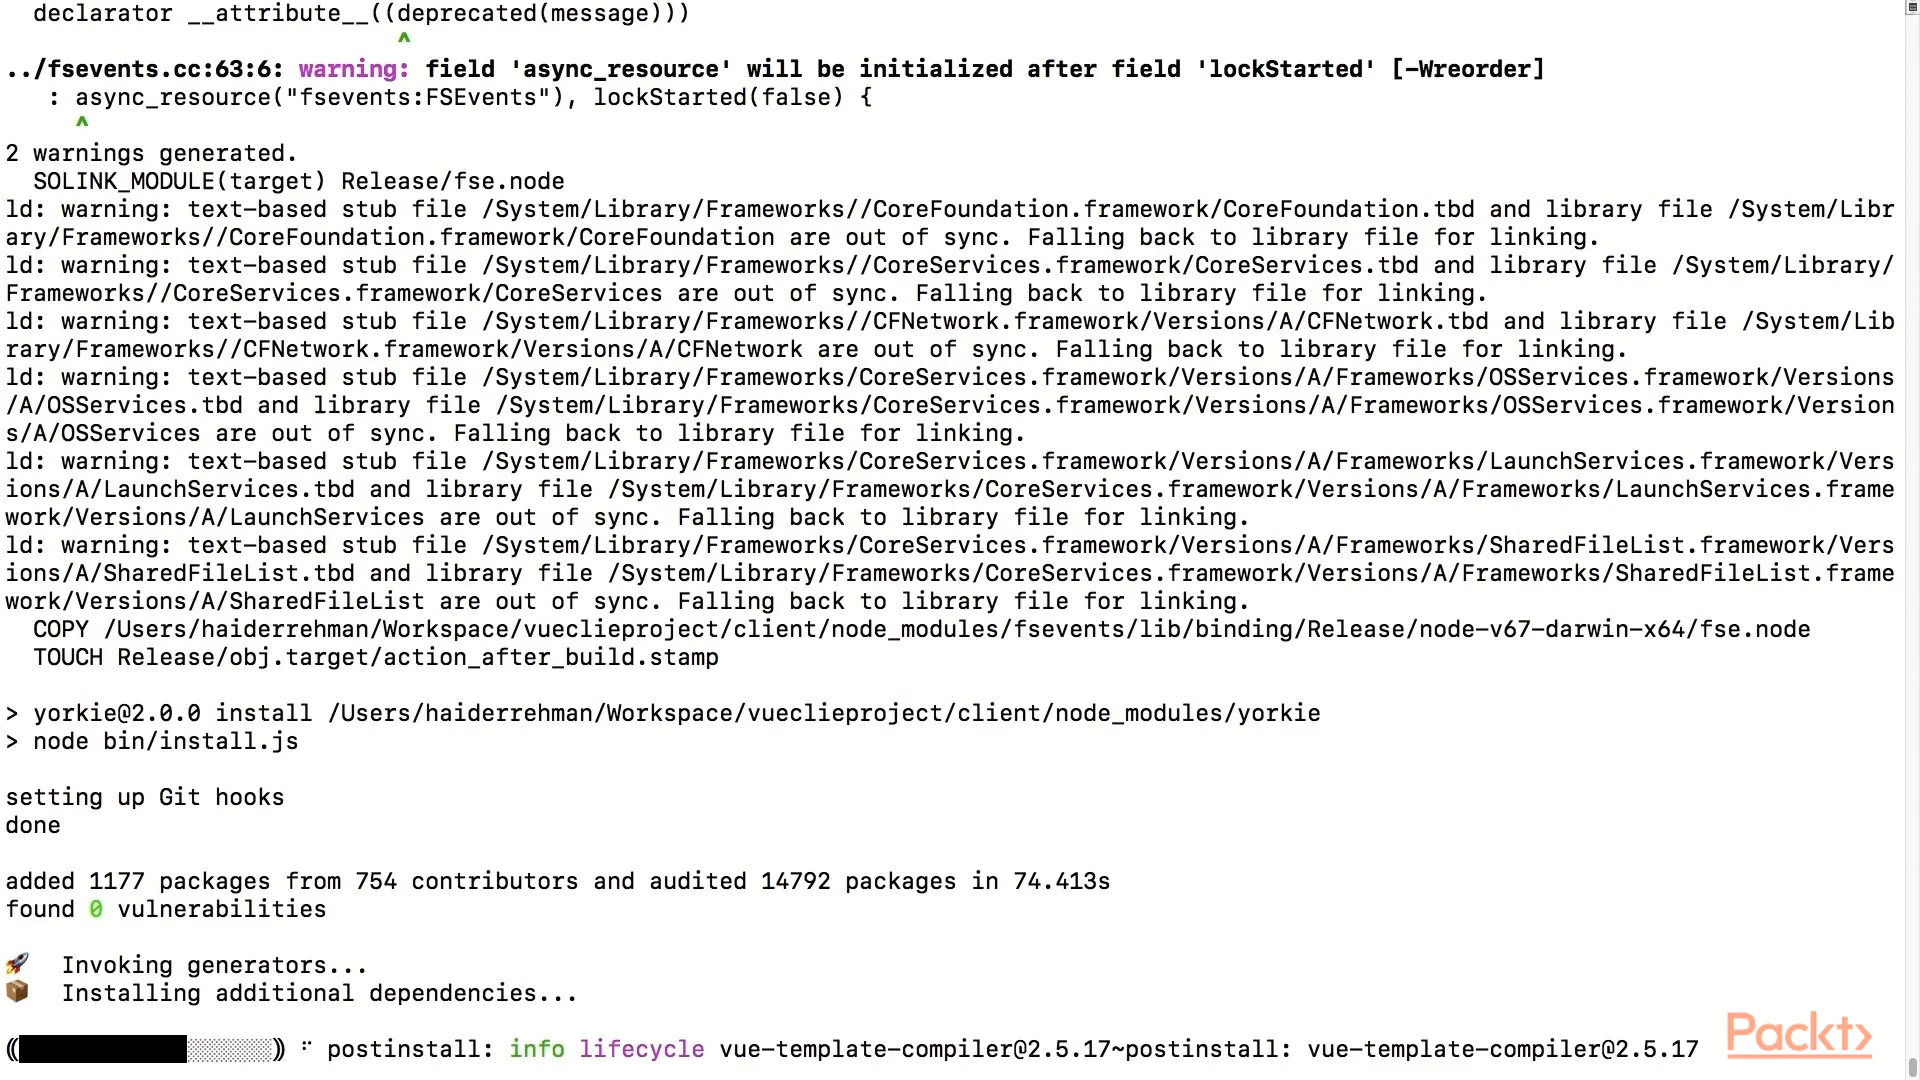 declarator __attribute__((deprecated(message)))
^
../fsevents.cc:63:6: warning: field 'async_resource' will be initialized after field 'lockStarted' [-Wreorder]
: async_resource("fsevents:FSEvents"), lockStarted(false) {
^
2 warnings generated.
SOLINK_MODULE(target) Release/fse.node
ld: warning: text-based stub file /System/Library/Frameworks//CoreFoundation.framework/CoreFoundation.tbd and library file /System/Libr
ary/Frameworks//CoreFoundation.framework/CoreFoundation are out of sync. Falling back to library file for linking.
ld: warning: text-based stub file /System/Library/Frameworks//CoreServices.framework/CoreServices.tbd and library file /System/Library/
Frameworks//CoreServices.framework/CoreServices are out of sync. Falling back to library file for linking.
ld: warning: text-based stub file /System/Library/Frameworks//CFNetwork.framework/Versions/A/CFNetwork.tbd and library file /System/Lib
rary/Frameworks//CFNetwork.framework/Versions/A/CFNetwork are out of sync. Falling back to library file for linking.
ld: warning: text-based stub file /System/Library/Frameworks/CoreServices.framework/Versions/A/Frameworks/OSServices.framework/Versions
/A/OSServices.tbd and library file /System/Library/Frameworks/CoreServices.framework/Versions/A/Frameworks/OSServices.framework/Version
s/A/OSServices are out of sync. Falling back to library file for linking.
ld: warning: text-based stub file /System/Library/Frameworks/CoreServices.framework/Versions/A/Frameworks/LaunchServices.framework/Vers
ions/A/LaunchServices.tbd and library file /System/Library/Frameworks/CoreServices.framework/Versions/A/Frameworks/LaunchServices.frame
work/Versions/A/LaunchServices are out of sync. Falling back to library file for linking.
ld: warning: text-based stub file /System/Library/Frameworks/CoreServices.framework/Versions/A/Frameworks/SharedFileList.framework/Vers
ions/A/SharedFileList.tbd and library file /System/Library/Frameworks/CoreServices.framework/Versions/A/Frameworks/SharedFileList.frame
work/Versions/A/SharedFileList are out of sync. Falling back to library file for linking.
COPY /Users/haiderrehman/Workspace/vueclieproject/client/node_modules/fsevents/lib/binding/Release/node-v67-darwin-x64/fse.node
TOUCH Release/obj.target/action_after_build.stamp
> yorkie@2.0.0 install /Users/haiderrehman/Workspace/vueclieproject/client/node_modules/yorkie
> node bin/install.js
setting up Git hooks
done
added 1177 packages from 754 contributors and audited 14792 packages in 74.413s
found 0 vulnerabilities
🚀 Invoking generators...
📦 Installing additional dependencies...
postinstall: info lifecycle vue-template-compiler@2.5.17~postinstall: vue-template-compiler@2.5.17
Packt>